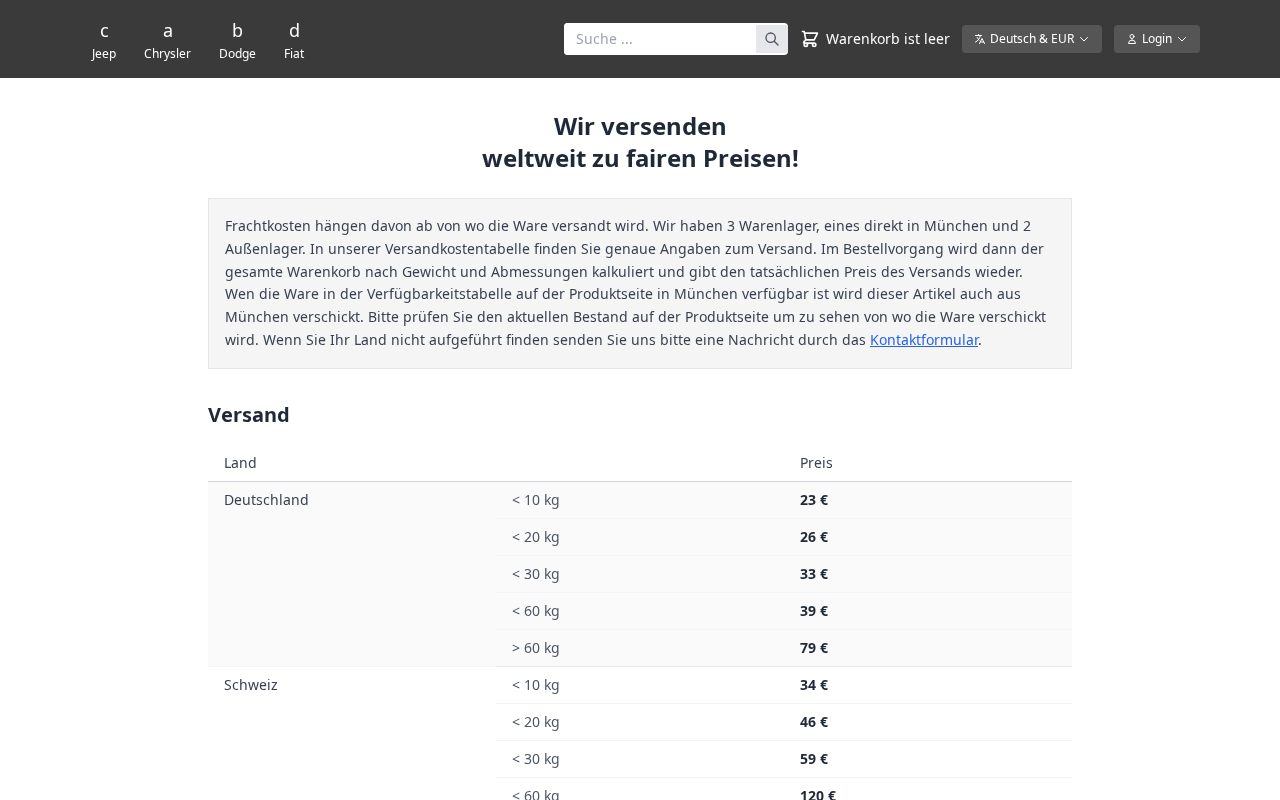 c a b d
Jeep Chrysler Dodge Fiat
Suche ...
Warenkorb ist leer
Deutsch & EUR
Login
Wir versenden
weltweit zu fairen Preisen!
Frachtkosten hängen davon ab von wo die Ware versandt wird. Wir haben 3 Warenlager, eines direkt in München und 2
Außenlager. In unserer Versandkostentabelle finden Sie genaue Angaben zum Versand. Im Bestellvorgang wird dann der
gesamte Warenkorb nach Gewicht und Abmessungen kalkuliert und gibt den tatsächlichen Preis des Versands wieder.
Wen die Ware in der Verfügbarkeitstabelle auf der Produktseite in München verfügbar ist wird dieser Artikel auch aus
München verschickt. Bitte prüfen Sie den aktuellen Bestand auf der Produktseite um zu sehen von wo die Ware verschickt
wird. Wenn Sie Ihr Land nicht aufgeführt finden senden Sie uns bitte eine Nachricht durch das Kontaktformular.
Versand
Land Preis
Deutschland < 10 kg 23 €
< 20 kg 26 €
< 30 kg 33 €
< 60 kg 39 €
> 60 kg 79 €
Schweiz < 10 kg 34 €
< 20 kg 46 €
< 30 kg 59 €
< 60 kg 120 €